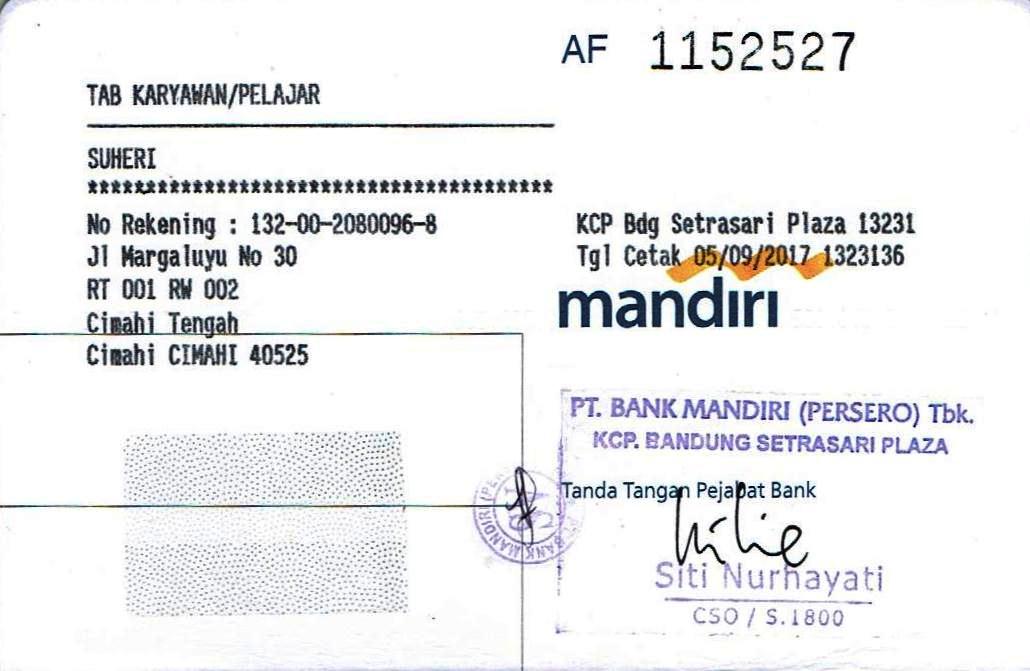 AF 1152527
TAB KARYAWAN/PELAJAR
SUHERI
****************************************
No Rekening : 132-00-2080096-8
Jl Margaluyu No 30
RT 001 RW 002
Cimahi Tengah
Cimahi CIMAHI 40525
KCP Bdg Setrasari Plaza 13231
Tgl Cetak 05/09/2017 1323136
mandiri
PT. BANK MANDIRI (PERSERO) Tbk.
KCP. BANDUNG SETRASARI PLAZA
Tanda Tangan Pejabat Bank
Siti Nurhayati
CSO / S.1800
BANK MANDIRI